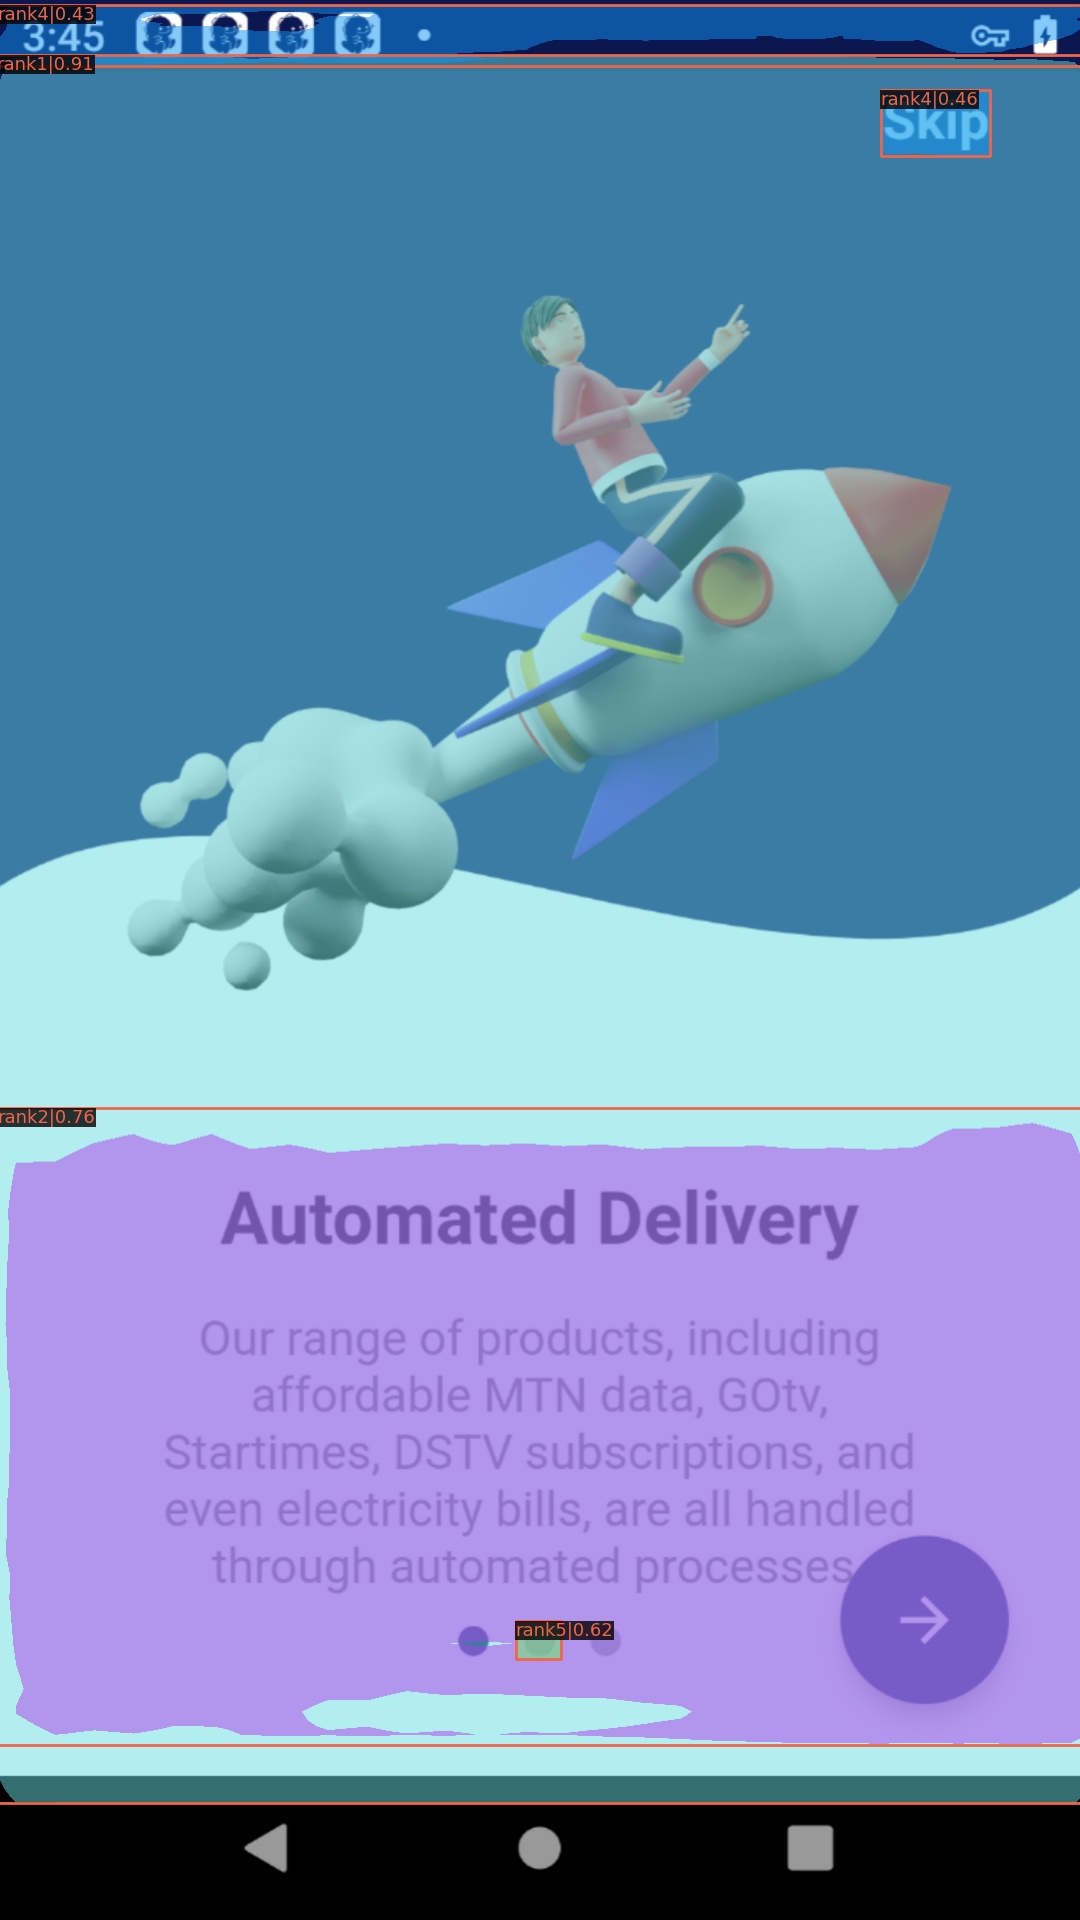 rank4|0.43
3:45
rank1|0.91
rank4|0.46
Skip
rank2|0.76
Automated Delivery
Our range of products, including
affordable MTN data, GOtv,
Startimes, DSTV subscriptions, and
even electricity bills, are all handled
through automated processes
rank5|0.62